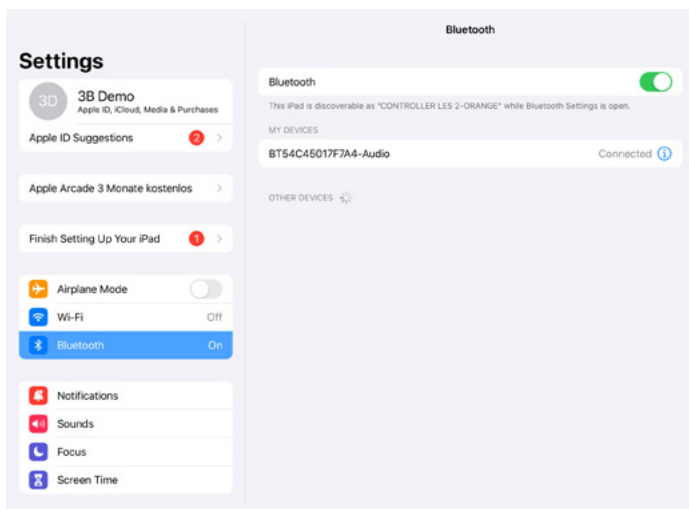 Settings
3D
3B Demo
Apple ID, iCloud, Media & Purchases
Apple ID Suggestions 2
Apple Arcade 3 Monate kostenlos
Finish Setting Up Your iPad 1
Airplane Mode
Wi-Fi Off
Bluetooth On
Notifications
Sounds
Focus
Screen Time
Bluetooth
Bluetooth
This iPad is discoverable as "CONTROLLER LES 2-ORANGE" while Bluetooth Settings is open.
MY DEVICES
BT54C45017F7A4-Audio Connected
OTHER DEVICES